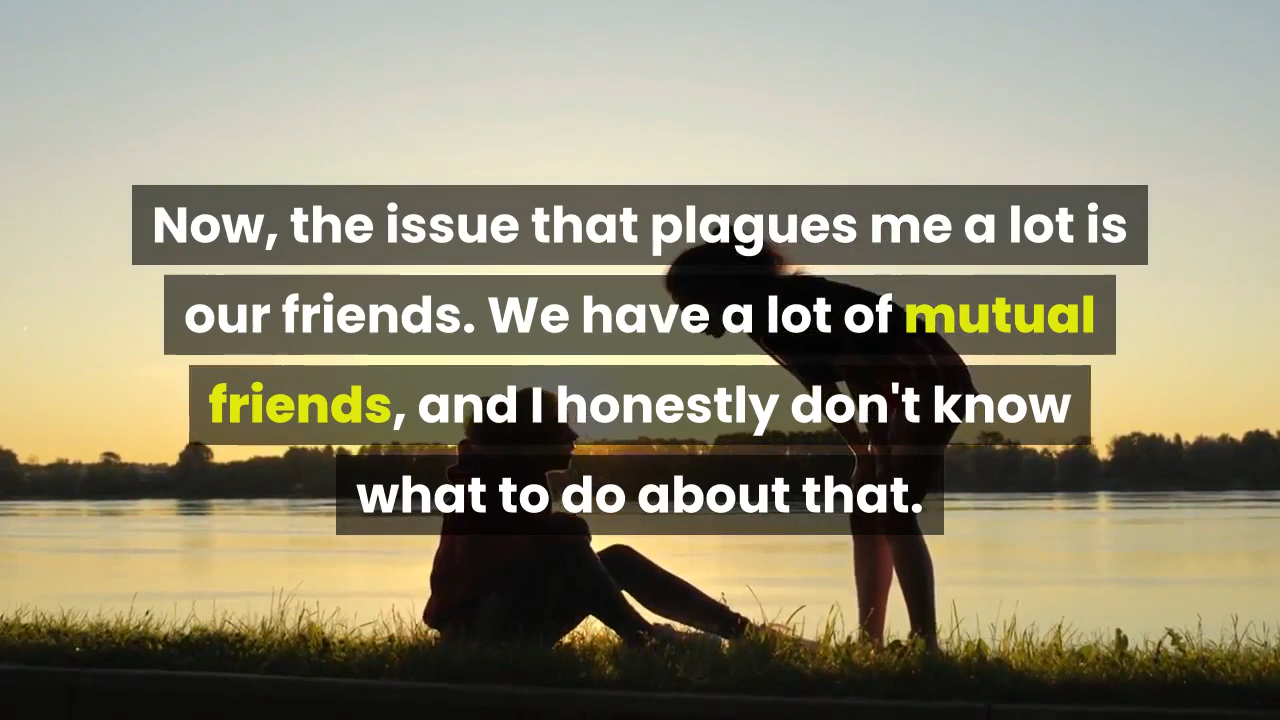 Now, the issue that plagues me a lot is
our friends. We have a lot of mutual
friends, and I honestly don't know
what to do about that.